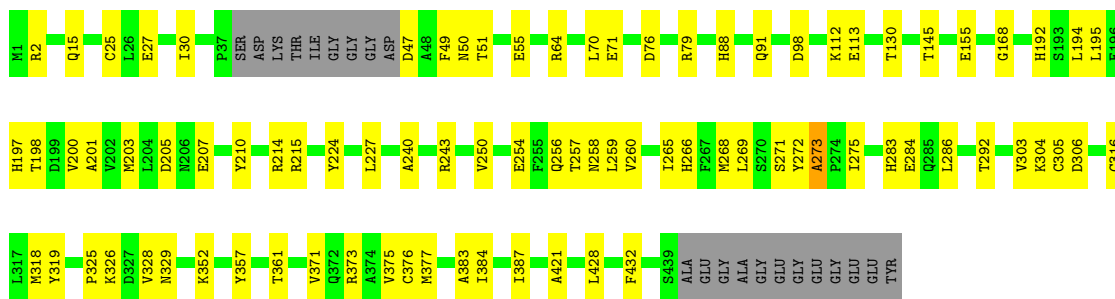 M1 R2 Q15 C25 L26 E27 I30 P37 SER ASP LYS THR ILE GLY GLY GLY ASP D47 A48 F49 N50 T51 E55 R64 L70 E71 D76 R79 H88 Q91 D98 K112 E113 T130 T145 E155 G168 H192 S193 L194 L195 E196
H197 T198 D199 V200 A201 V202 M203 L204 D205 N206 E207 Y210 R214 R215 Y224 L227 A240 R243 V250 E254 F255 Q256 T257 N258 L259 V260 I265 H266 F267 M268 L269 S270 S271 Y272 A273 P274 I275 H283 E284 Q285 L286 T292 V303 K304 C305 D306 C316
L317 M318 Y319 P325 K326 D327 V328 N329 K352 Y357 T361 V371 Q372 R373 A374 V375 C376 M377 A383 I384 I387 A421 L428 F432 S439 ALA GLU GLY ALA GLY GLU GLY GLU GLY GLU GLU TYR